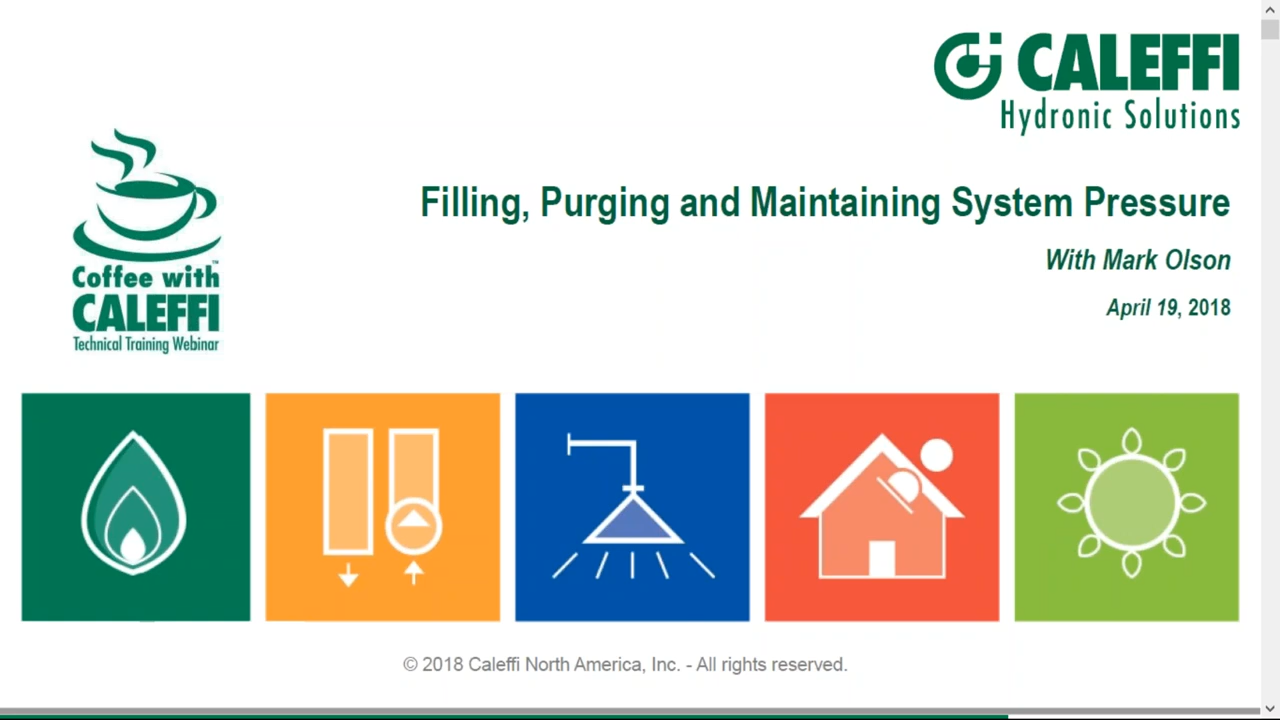 CALEFFI
Hydronic Solutions
Filling, Purging and Maintaining System Pressure
With Mark Olson
April 19, 2018
Coffee with™
CALEFFI
Technical Training Webinar
© 2018 Caleffi North America, Inc. - All rights reserved.